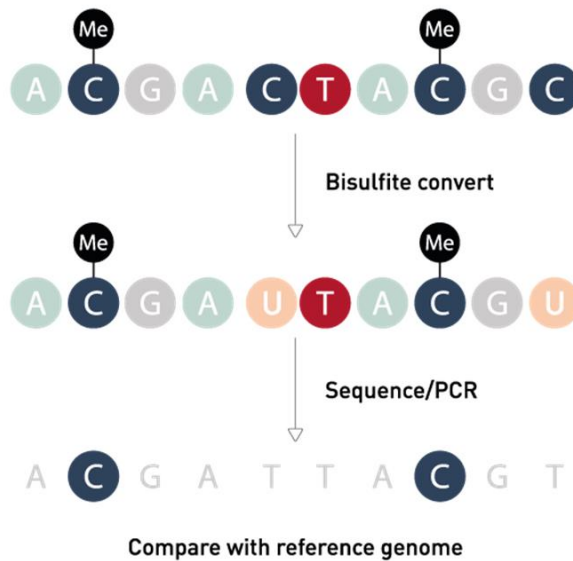 Me Me
A C G A C T A C G C
Bisulfite convert
Me Me
A C G A U T A C G U
Sequence/PCR
A C G A T T A C G T
Compare with reference genome